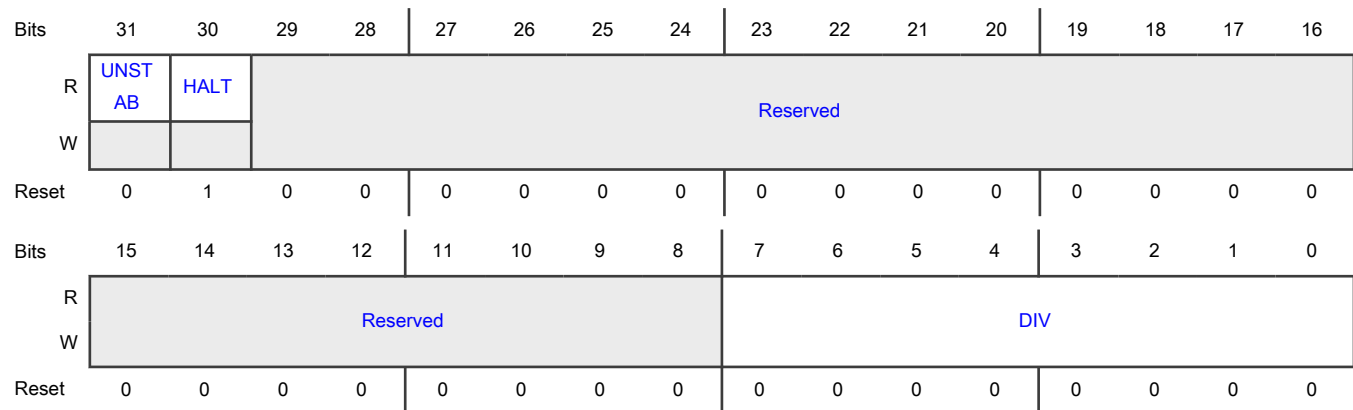 Bits 31 30 29 28 27 26 25 24 23 22 21 20 19 18 17 16
R UNST AB HALT Reserved
W
Reset 0 1 0 0 0 0 0 0 0 0 0 0 0 0 0 0
Bits 15 14 13 12 11 10 9 8 7 6 5 4 3 2 1 0
R Reserved DIV
W
Reset 0 0 0 0 0 0 0 0 0 0 0 0 0 0 0 0